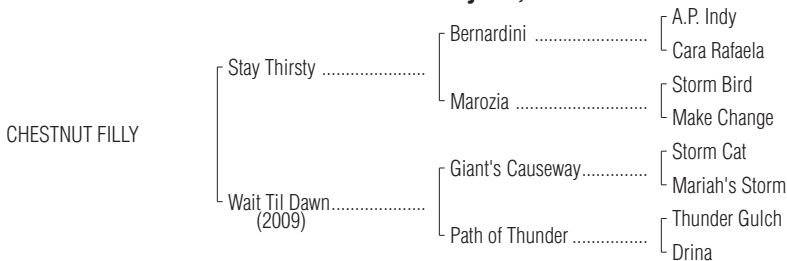 A.P. Indy
Bernardini ........................
Cara Rafaela
Stay Thirsty ......................
Storm Bird
Marozia ............................
Make Change
CHESTNUT FILLY
Storm Cat
Giant's Causeway..............
Mariah's Storm
Wait Til Dawn....................
(2009)
Thunder Gulch
Path of Thunder ................
Drina